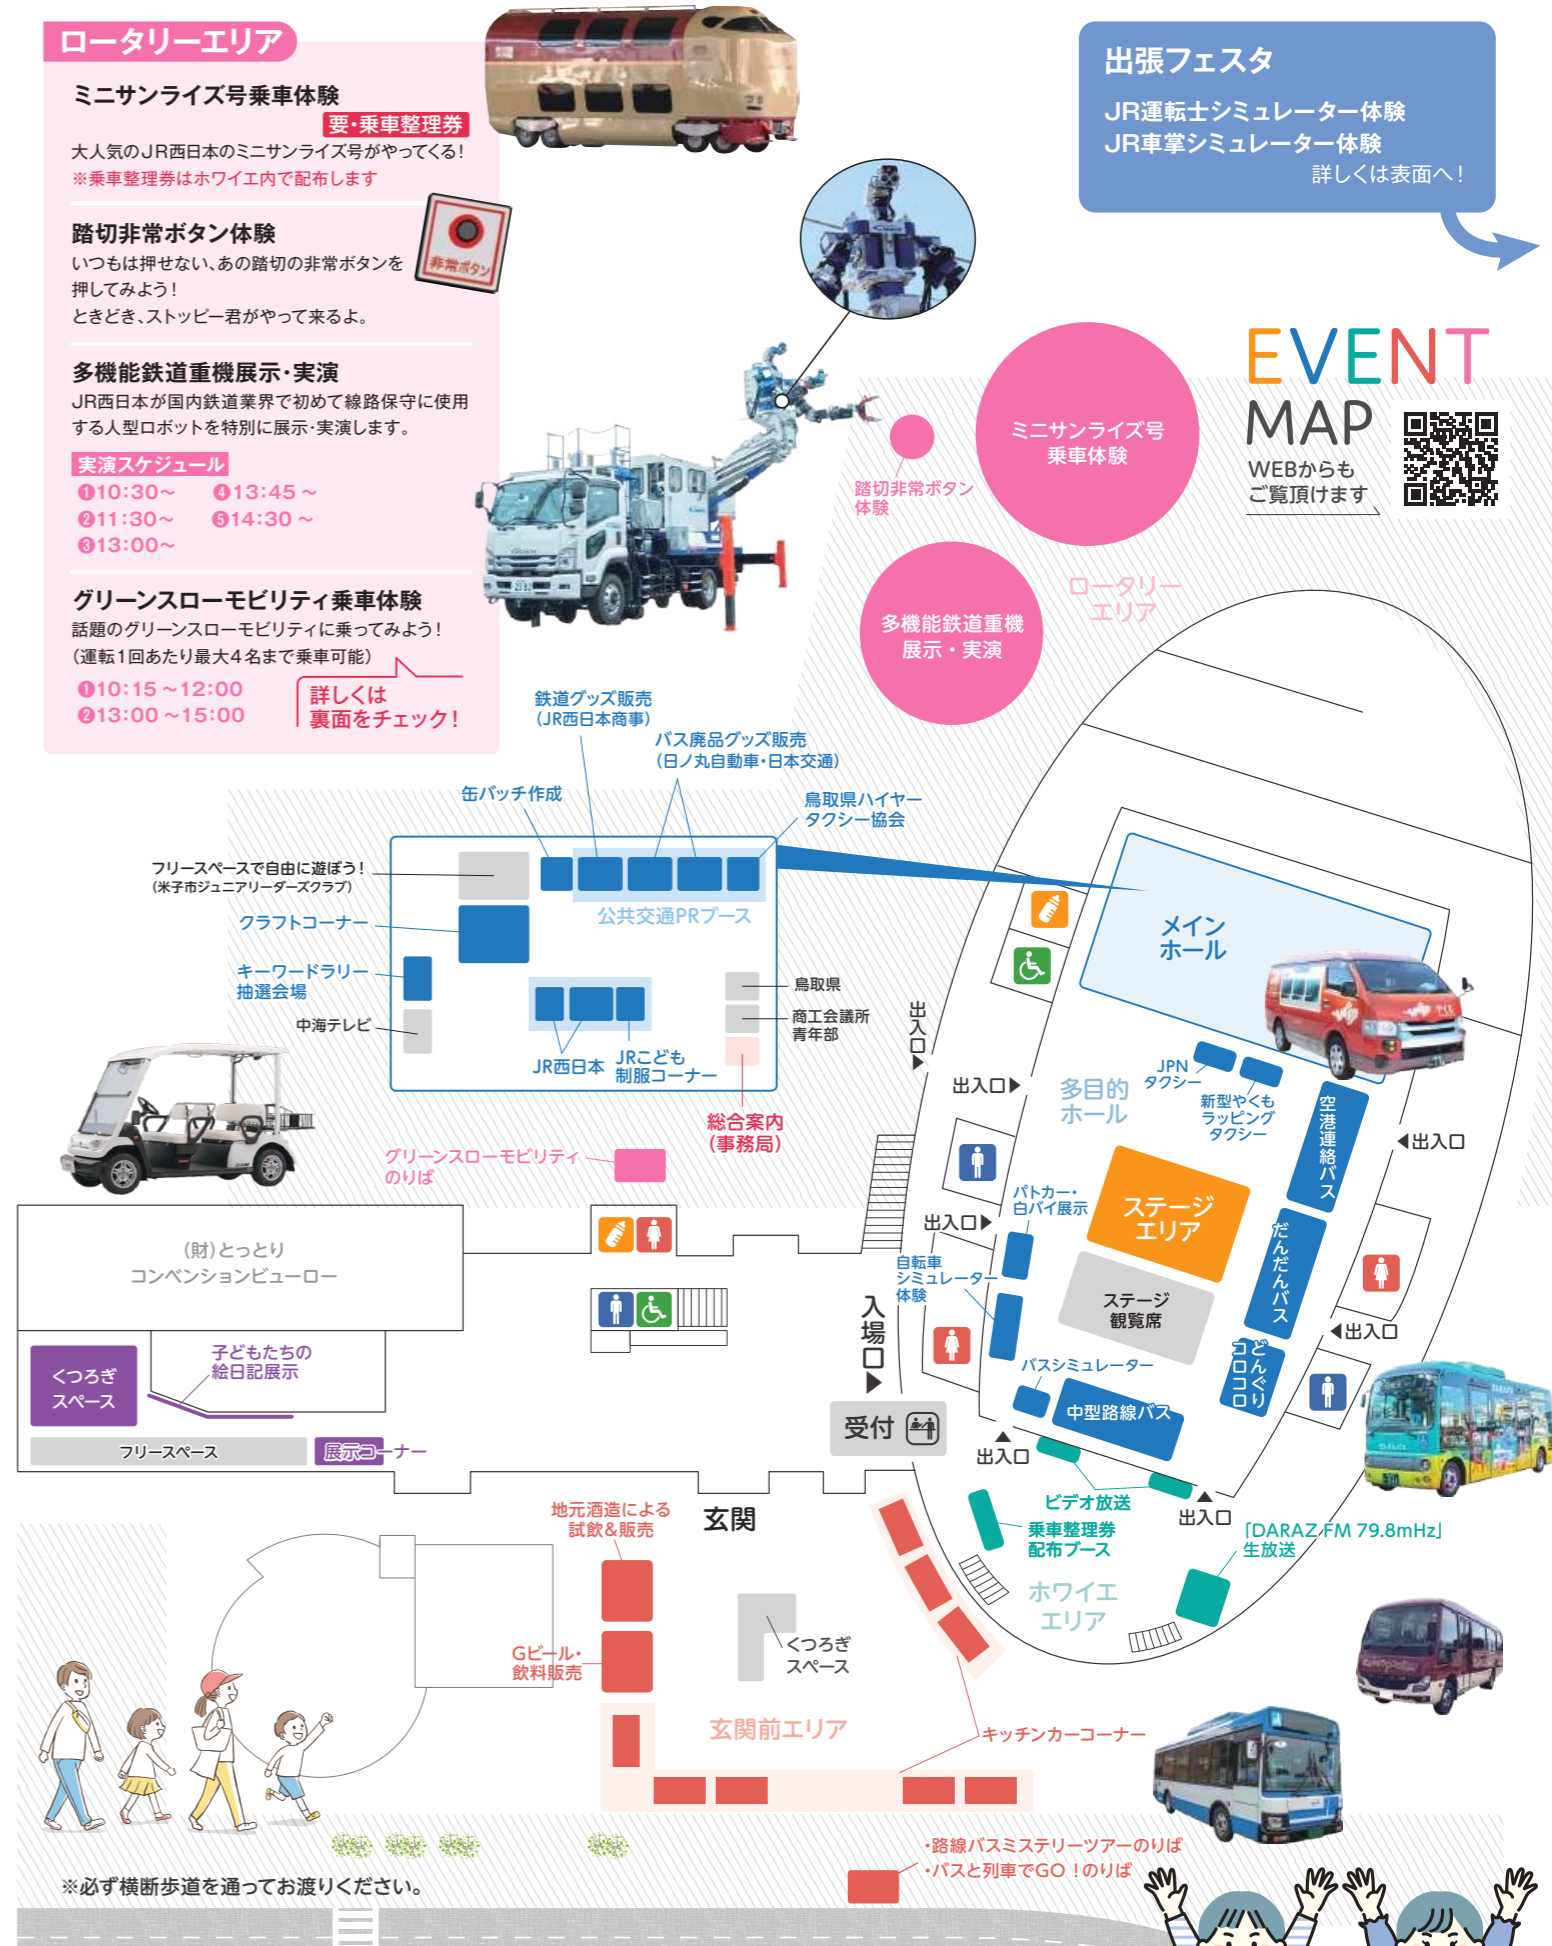 ロータリーエリア
ミニサンライズ号乗車体験
要・乗車整理券
大人気のJR西日本のミニサンライズ号がやってくる!
※乗車整理券はホワイエ内で配布します
踏切非常ボタン体験
いつもは押せない、あの踏切の非常ボタンを
押してみよう!
ときどき、ストッピー君がやって来るよ。
非常ボタン
多機能鉄道重機展示・実演
JR西日本が国内鉄道業界で初めて線路保守に使用
する人型ロボットを特別に展示・実演します。
実演スケジュール
❶10:30~ ❹13:45~
❷11:30~ ❺14:30~
❸13:00~
グリーンスローモビリティ乗車体験
話題のグリーンスローモビリティに乗ってみよう!
(運転1回あたり最大4名まで乗車可能)
❶10:15~12:00
❷13:00~15:00
詳しくは
裏面をチェック!
出張フェスタ
JR運転士シミュレーター体験
JR車掌シミュレーター体験
詳しくは表面へ!
EVENT
MAP
WEBからも
ご覧頂けます
ミニサンライズ号
乗車体験
踏切非常ボタン
体験
多機能鉄道重機
展示・実演
ロータリー
エリア
鉄道グッズ販売
(JR西日本商事)
バス廃品グッズ販売
(日ノ丸自動車・日本交通)
缶バッチ作成
鳥取県ハイヤー
タクシー協会
フリースペースで自由に遊ぼう!
(米子市ジュニアリーダーズクラブ)
公共交通PRブース
クラフトコーナー
キーワードラリー
抽選会場
中海テレビ
鳥取県
商工会議所
青年部
JR西日本
JRこども
制服コーナー
総合案内
(事務局)
グリーンスローモビリティ
のりば
メイン
ホール
出入口▶
出入口▶
多目的
ホール
JPN
タクシー
新型やくも
ラッピング
タクシー
空港連絡バス
◀出入口
パトカー・
白バイ展示
出入口▶
ステージ
エリア
だんだんバス
自転車
シミュレーター
体験
ステージ
観覧席
◀出入口
どんぐり
コロコロ
バスシミュレーター
中型路線バス
入場口▶
受付
▲
出入口
▲
出入口
ビデオ放送
乗車整理券
配布ブース
「DARAZ FM 79.8mHz」
生放送
ホワイエ
エリア
(財)とっとり
コンベンションビューロー
くつろぎ
スペース
子どもたちの
絵日記展示
フリースペース
展示コーナー
玄関
地元酒造による
試飲&販売
Gビール・
飲料販売
くつろぎ
スペース
玄関前エリア
キッチンカーコーナー
・路線バスミステリーツアーのりば
・バスと列車でGO!のりば
※必ず横断歩道を通ってお渡りください。